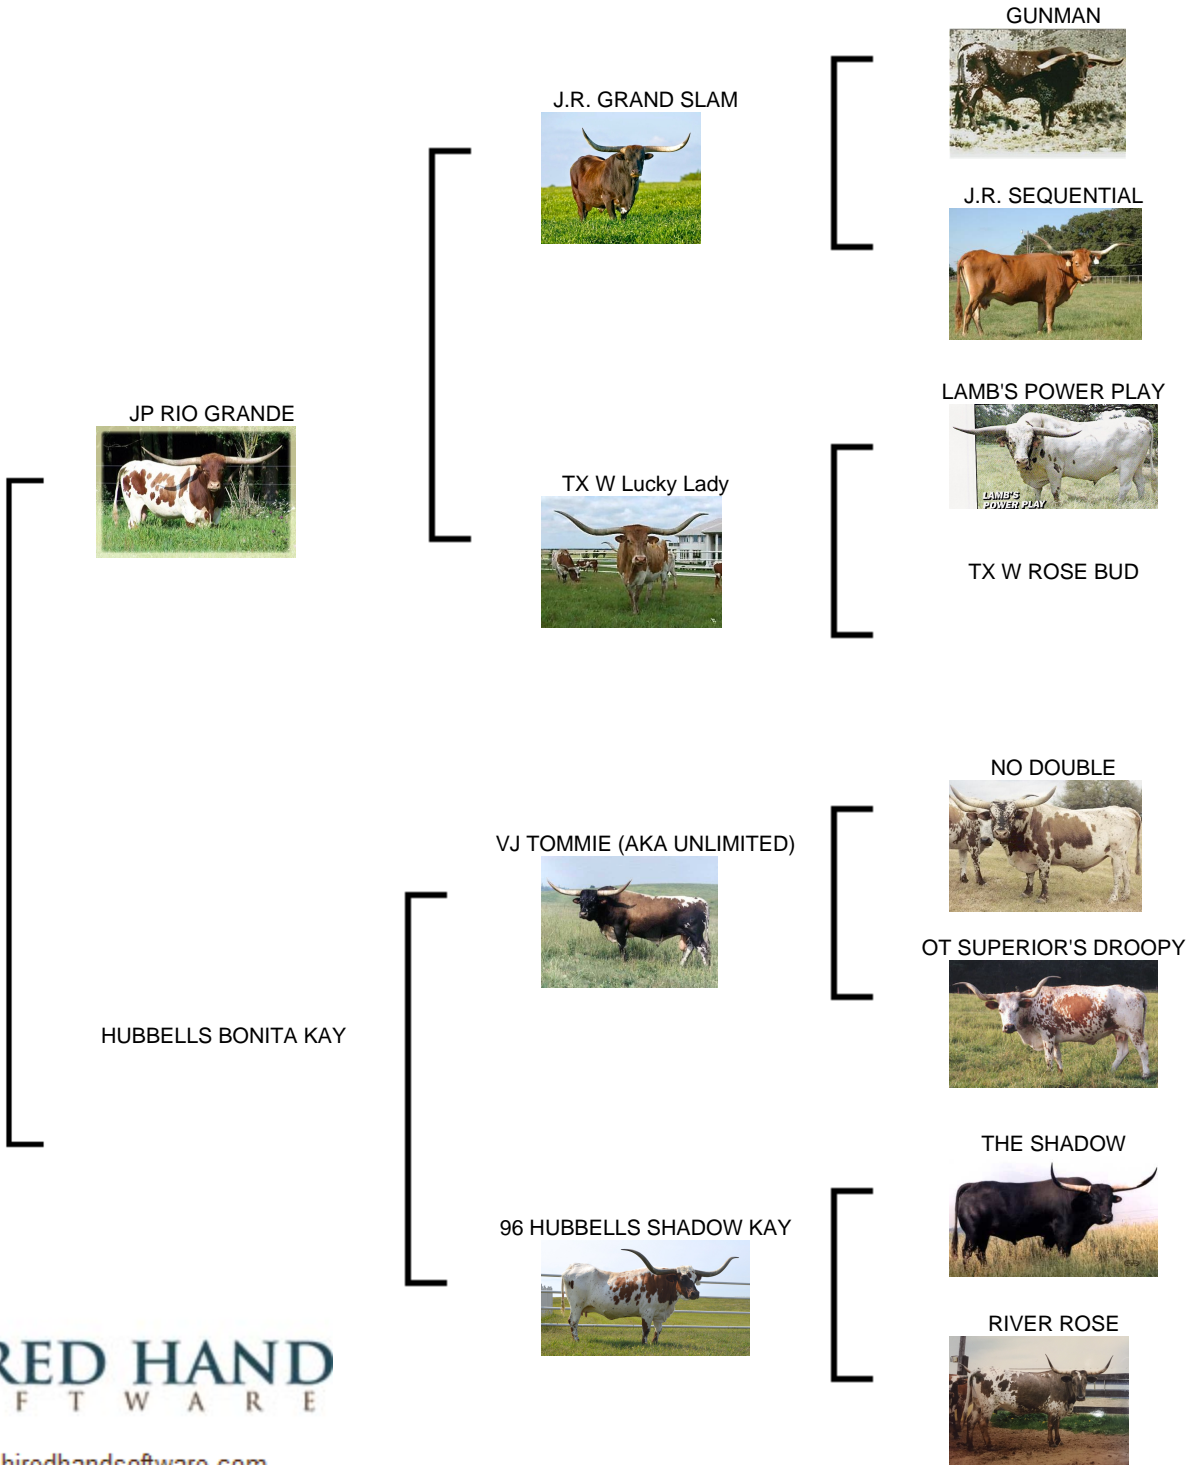 GUNMAN
J.R. GRAND SLAM
J.R. SEQUENTIAL
LAMB'S POWER PLAY
JP RIO GRANDE
TX W Lucky Lady
LAMB'S
POWER PLAY
TX W ROSE BUD
NO DOUBLE
VJ TOMMIE (AKA UNLIMITED)
OT SUPERIOR'S DROOPY
HUBBELLS BONITA KAY
THE SHADOW
96 HUBBELLS SHADOW KAY
RIVER ROSE
RED HAND
F T W A R E
hiredhandsoftware.com